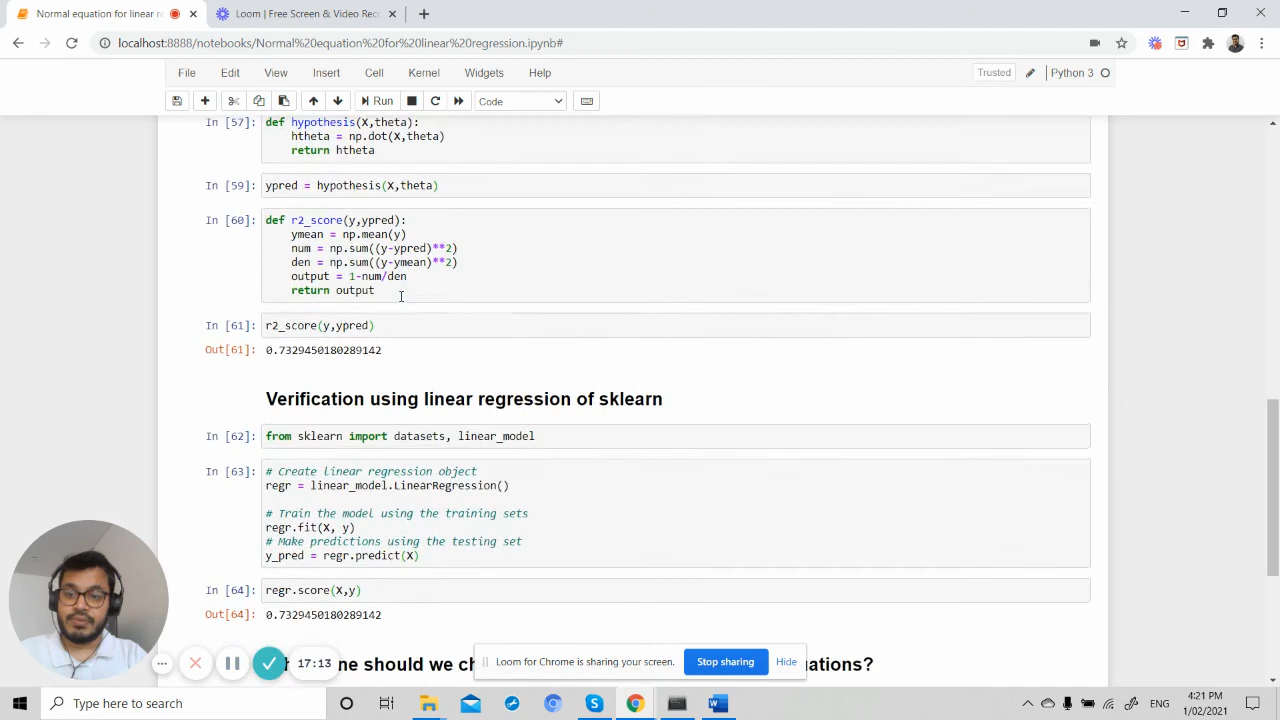 Normal equation for linear re
Loom | Free Screen & Video Reco
localhost:8888/notebooks/Normal%20equation%20for%20linear%20regression.ipynb#
File Edit View Insert Cell Kernel Widgets Help
Trusted
Python 3
Run
Code
In [57]: def hypothesis(X,theta):
htheta = np.dot(X,theta)
return htheta
In [59]: ypred = hypothesis(X,theta)
In [60]: def r2_score(y,ypred):
ymean = np.mean(y)
num = np.sum((y-ypred)**2)
den = np.sum((y-ymean)**2)
output = 1-num/den
return output
In [61]: r2_score(y,ypred)
Out[61]: 0.7329450180289142
Verification using linear regression of sklearn
In [62]: from sklearn import datasets, linear_model
In [63]: # Create linear regression object
regr = linear_model.LinearRegression()
# Train the model using the training sets
regr.fit(X, y)
# Make predictions using the testing set
y_pred = regr.predict(X)
In [64]: regr.score(X,y)
Out[64]: 0.7329450180289142
ne should we ch
ations?
17:13
Loom for Chrome is sharing your screen.
Stop sharing
Hide
Type here to search
ENG
4:21 PM
1/02/2021